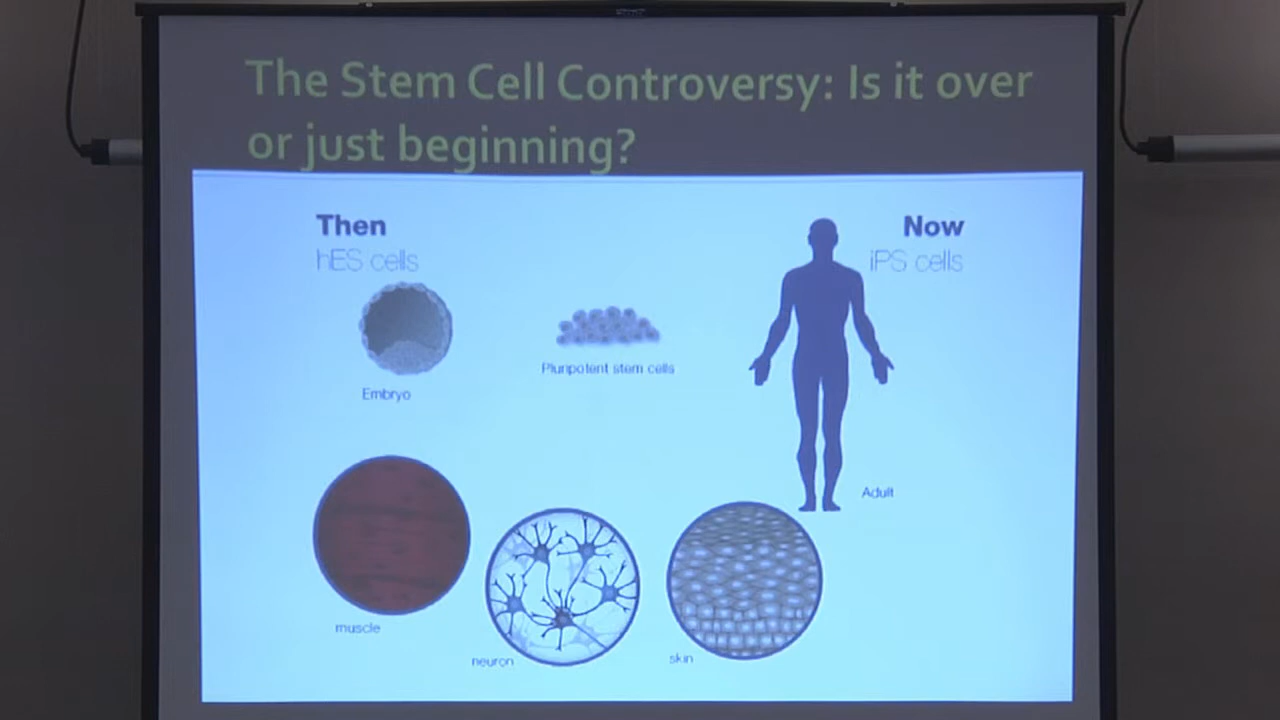 The Stem Cell Controversy: Is it over
or just beginning?
Then
hES cells
Now
iPS cells
Embryo
Pluripotent stem cells
Adult
muscle
neuron
skin